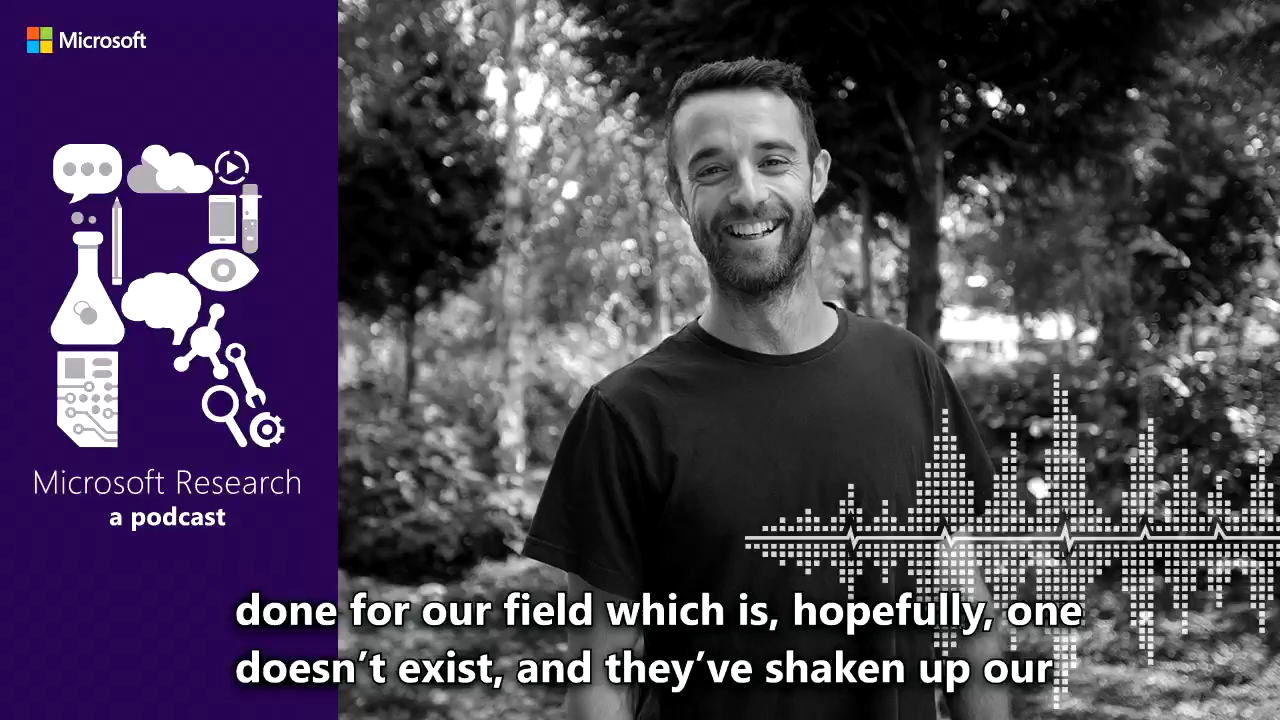 Microsoft
Microsoft Research
a podcast
done for our field which is, hopefully, one
doesn’t exist, and they’ve shaken up our